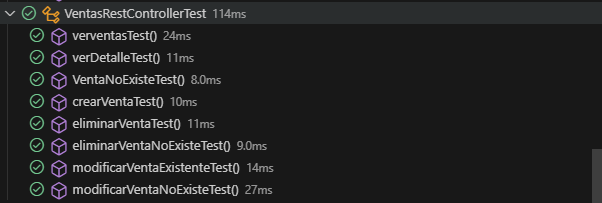 VentasRestControllerTest 114ms
verventasTest() 24ms
verDetalleTest() 11ms
VentaNoExisteTest() 8.0ms
crearVentaTest() 10ms
eliminarVentaTest() 11ms
eliminarVentaNoExisteTest() 9.0ms
modificarVentaExistenteTest() 14ms
modificarVentaNoExisteTest() 27ms